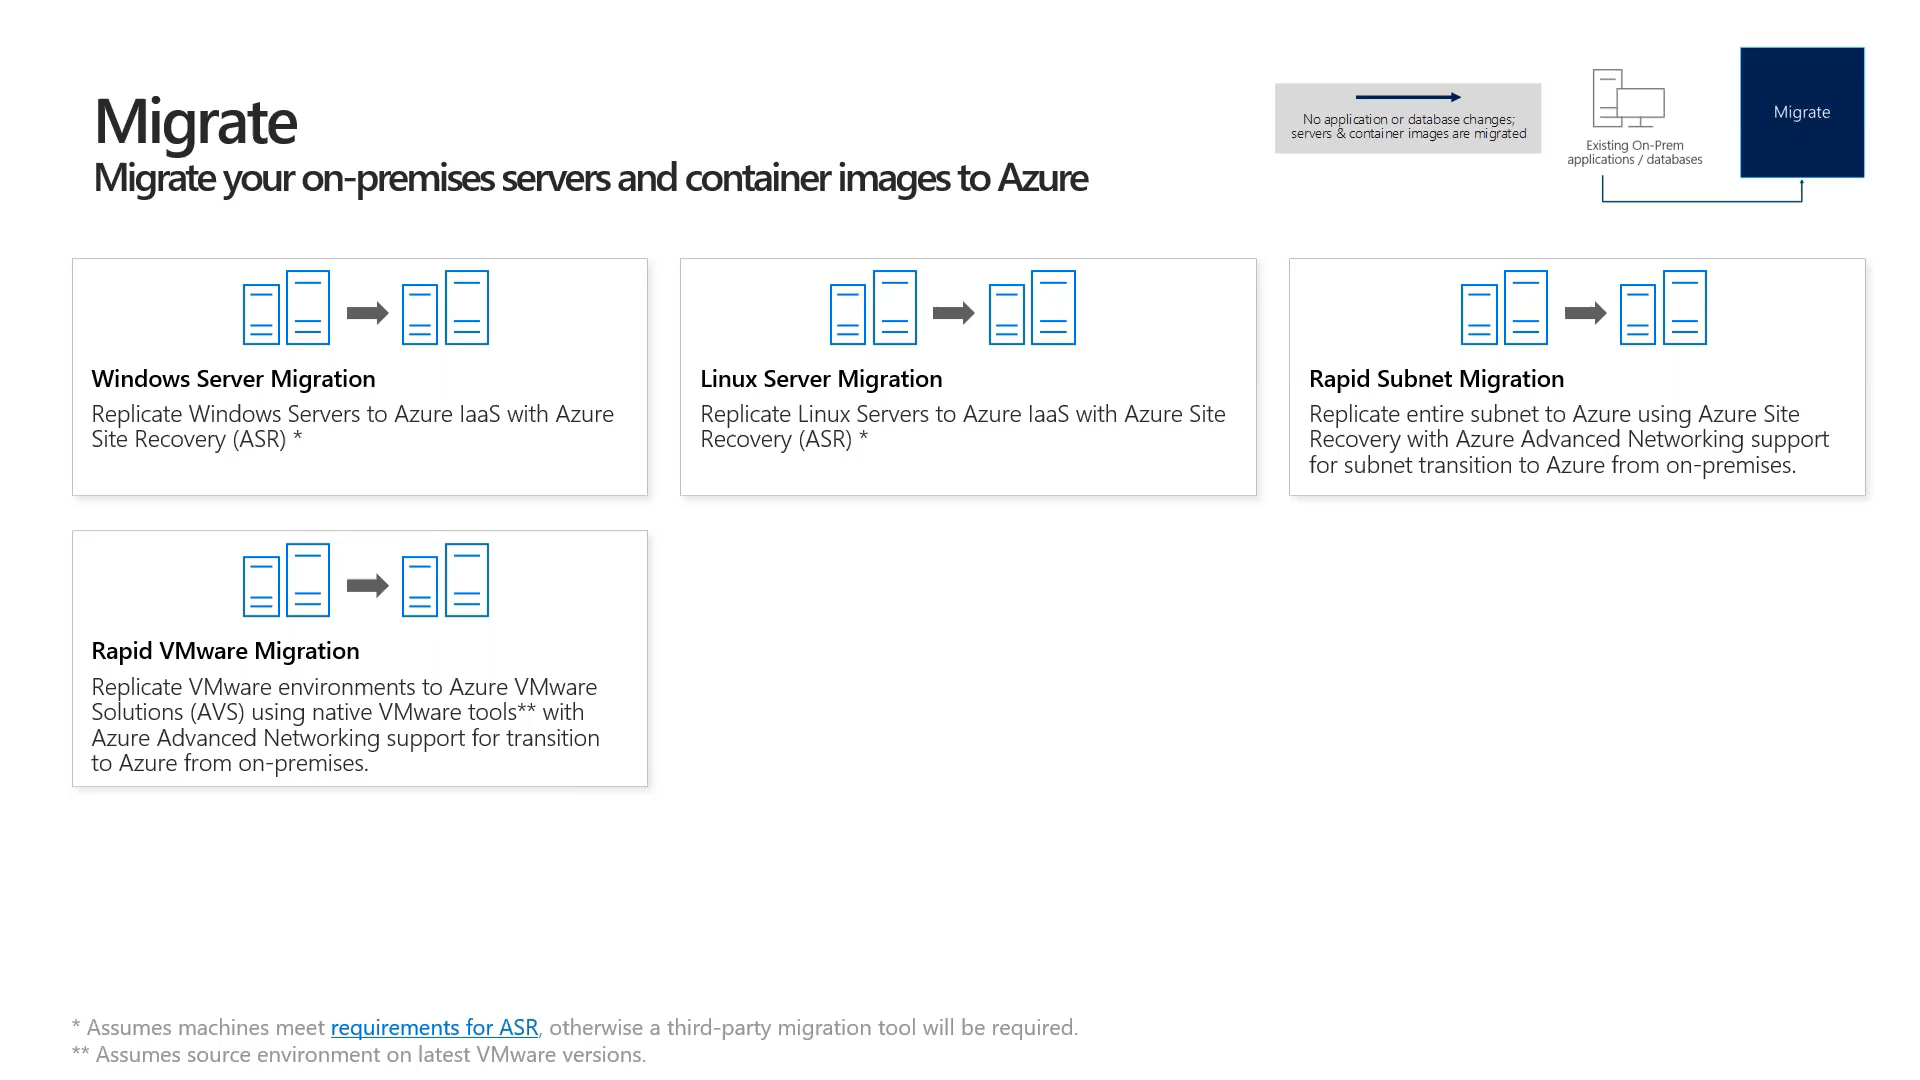 Migrate
Migrate your on-premises servers and container images to Azure
No application or database changes;
servers & container images are migrated
Existing On-Prem
applications / databases
Migrate
Windows Server Migration
Replicate Windows Servers to Azure IaaS with Azure
Site Recovery (ASR) *
Linux Server Migration
Replicate Linux Servers to Azure IaaS with Azure Site
Recovery (ASR) *
Rapid Subnet Migration
Replicate entire subnet to Azure using Azure Site
Recovery with Azure Advanced Networking support
for subnet transition to Azure from on-premises.
Rapid VMware Migration
Replicate VMware environments to Azure VMware
Solutions (AVS) using native VMware tools** with
Azure Advanced Networking support for transition
to Azure from on-premises.
* Assumes machines meet requirements for ASR, otherwise a third-party migration tool will be required.
** Assumes source environment on latest VMware versions.